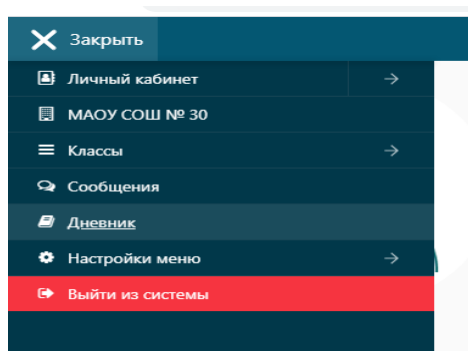 Закрыть
Личный кабинет
МАОУ СОШ № 30
Классы
Сообщения
Дневник
Настройки меню
Выйти из системы